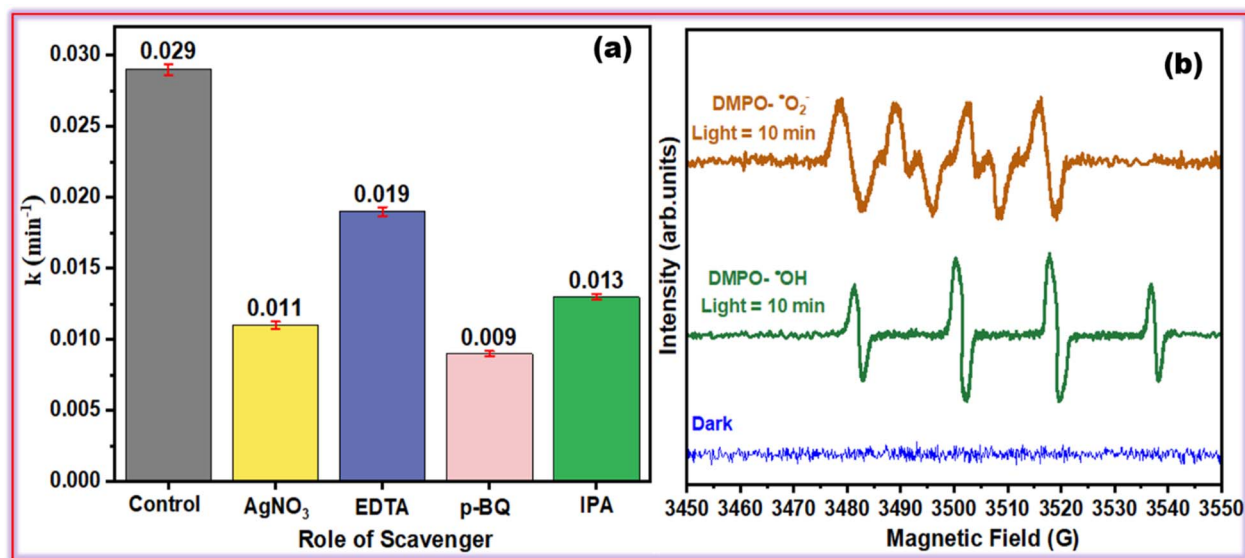 (a)
k (min⁻¹)
0.030
0.025
0.020
0.015
0.010
0.005
0.000
0.029
0.011
0.019
0.009
0.013
Control AgNO₃ EDTA p-BQ IPA
Role of Scavenger
(b)
Intensity (arb.units)
DMPO- •O₂⁻
Light = 10 min
DMPO- •OH
Light = 10 min
Dark
3450 3460 3470 3480 3490 3500 3510 3520 3530 3540 3550
Magnetic Field (G)